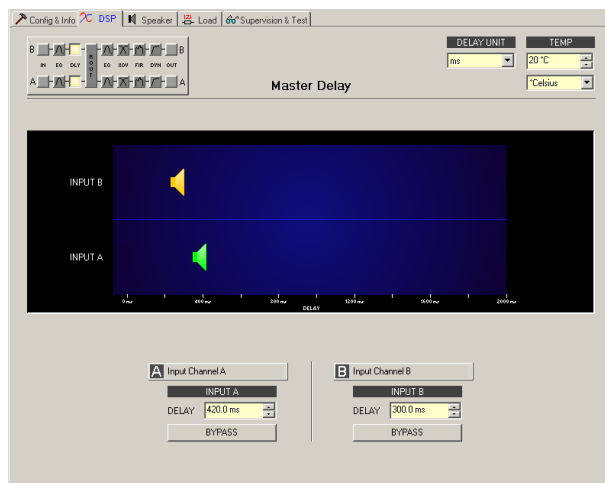 Config & Info DSP Speaker Load Supervision & Test
DELAY UNIT TEMP
ms 20 °C
°Celsius
B B
IN EQ DLY ROUT EQ XOV FIR DYN OUT
A A
Master Delay
INPUT B
INPUT A
0 ms 400 ms 800 ms 1200 ms 1600 ms 2000 ms
DELAY
A Input Channel A B Input Channel B
INPUT A INPUT B
DELAY 420.0 ms DELAY 300.0 ms
BYPASS BYPASS